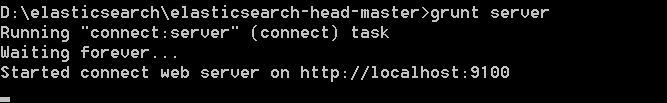 D:\elasticsearch\elasticsearch-head-master>grunt server
Running "connect:server" (connect) task
Waiting forever...
Started connect web server on http://localhost:9100